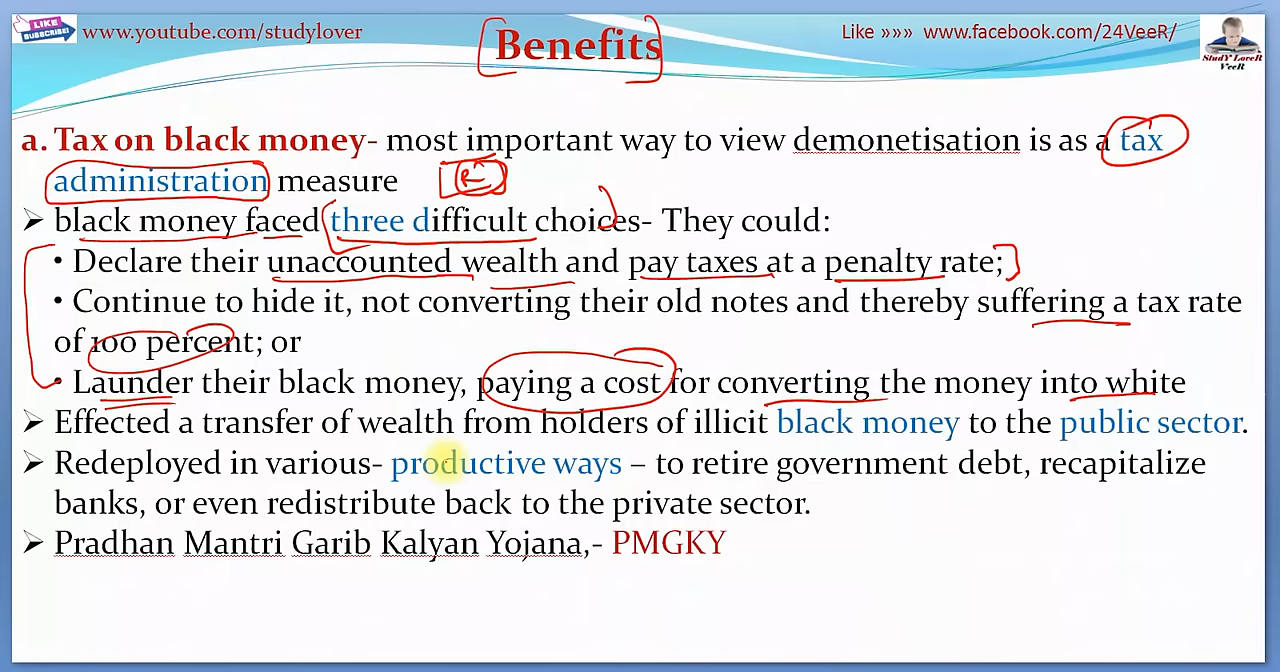 LIKE
SUBSCRIBE!
www.youtube.com/studylover
Benefits
Like »»» www.facebook.com/24VeeR/
StudY LoveR
VeeR
a. Tax on black money- most important way to view demonetisation is as a tax
administration measure
R
➢ black money faced three difficult choices- They could:
• Declare their unaccounted wealth and pay taxes at a penalty rate;
• Continue to hide it, not converting their old notes and thereby suffering a tax rate
of 100 percent; or
• Launder their black money, paying a cost for converting the money into white
➢ Effected a transfer of wealth from holders of illicit black money to the public sector.
➢ Redeployed in various- productive ways – to retire government debt, recapitalize
banks, or even redistribute back to the private sector.
➢ Pradhan Mantri Garib Kalyan Yojana,- PMGKY